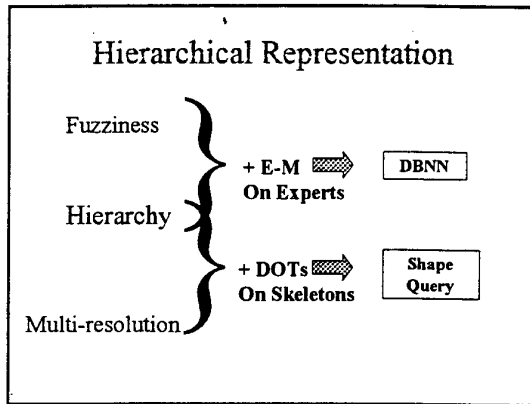 Hierarchical Representation
Fuzziness
+ E-M
On Experts
DBNN
Hierarchy
+ DOTs
On Skeletons
Shape
Query
Multi-resolution